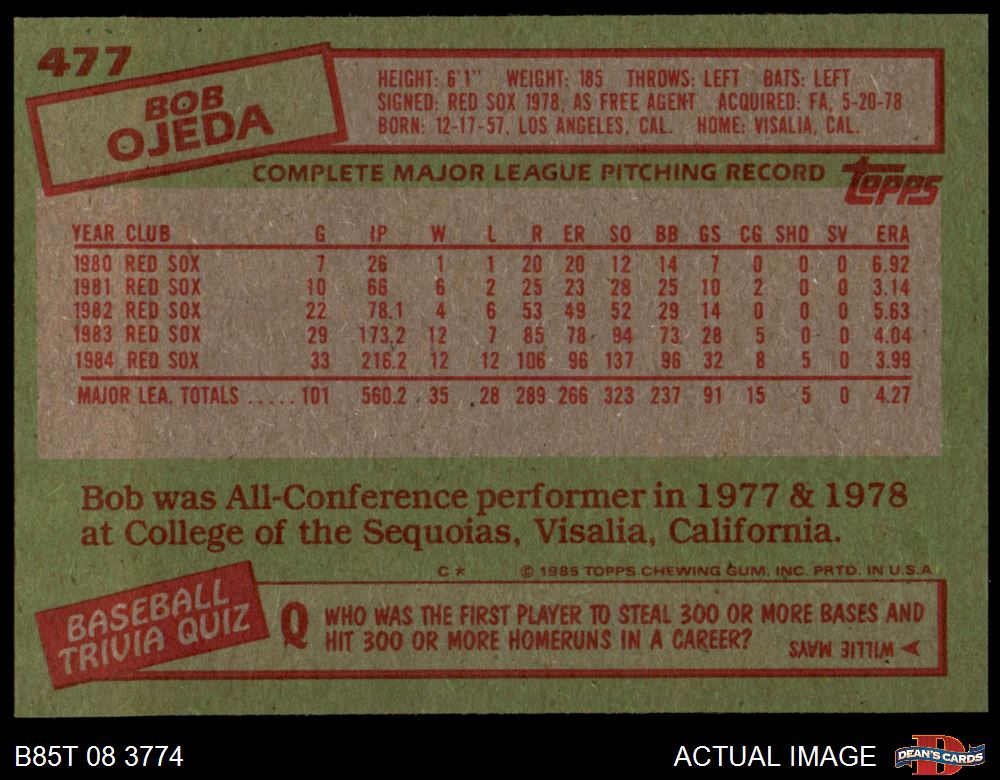 477
BOB
OJEDA
HEIGHT: 6'1" WEIGHT: 185 THROWS: LEFT BATS: LEFT
SIGNED: RED SOX 1978, AS FREE AGENT ACQUIRED: FA, 5-20-78
BORN: 12-17-57, LOS ANGELES, CAL. HOME: VISALIA, CAL.
COMPLETE MAJOR LEAGUE PITCHING RECORD
topps
YEAR CLUB G IP W L R ER SO BB GS CG SHO SV ERA
1980 RED SOX 7 26 1 1 20 20 12 14 7 0 0 0 6.92
1981 RED SOX 10 66 6 2 25 23 28 25 10 2 0 0 3.14
1982 RED SOX 22 78.1 4 6 53 49 52 29 14 0 0 0 5.63
1983 RED SOX 29 173.2 12 7 85 78 94 73 28 5 0 0 4.04
1984 RED SOX 33 216.2 12 12 106 96 137 96 32 8 5 0 3.99
MAJOR LEA. TOTALS ..... 101 560.2 35 28 289 266 323 237 91 15 5 0 4.27
Bob was All-Conference performer in 1977 & 1978
at College of the Sequoias, Visalia, California.
C* © 1985 TOPPS CHEWING GUM, INC. PRTD. IN U.S.A
BASEBALL
TRIVIA QUIZ
Q WHO WAS THE FIRST PLAYER TO STEAL 300 OR MORE BASES AND
HIT 300 OR MORE HOMERUNS IN A CAREER?
WILLIE MAYS
B85T 08 3774
ACTUAL IMAGE
DEAN'S CARDS